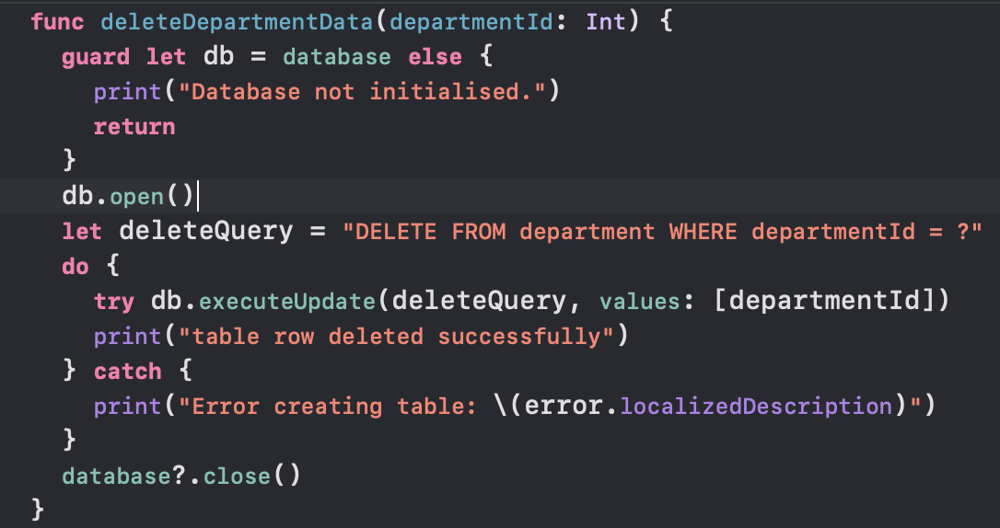 func deleteDepartmentData(departmentId: Int) {
guard let db = database else {
print("Database not initialised.")
return
}
db.open()
let deleteQuery = "DELETE FROM department WHERE departmentId = ?"
do {
try db.executeUpdate(deleteQuery, values: [departmentId])
print("table row deleted successfully")
} catch {
print("Error creating table: \(error.localizedDescription)")
}
database?.close()
}